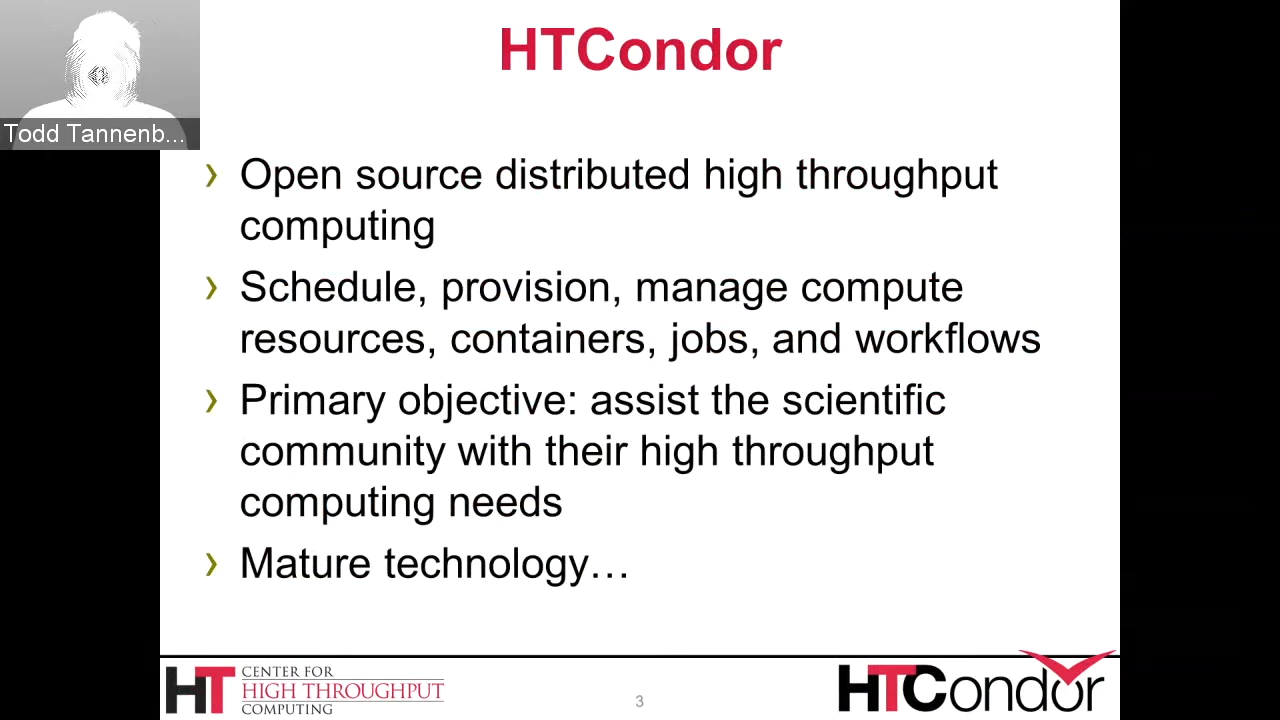 HTCondor
Todd Tannenb...
› Open source distributed high throughput
computing
› Schedule, provision, manage compute
resources, containers, jobs, and workflows
› Primary objective: assist the scientific
community with their high throughput
computing needs
› Mature technology…
HT CENTER FOR
HIGH THROUGHPUT
COMPUTING
3
HTCondor